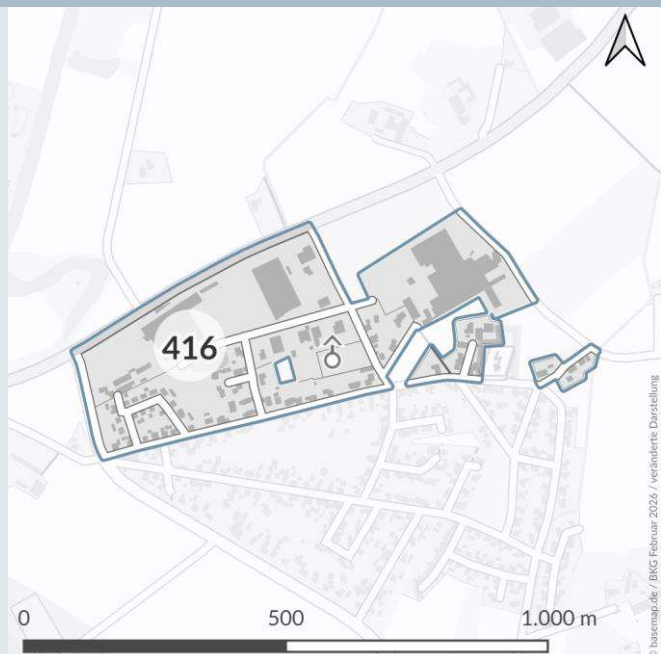 416
0 500 1.000 m
© basemap.de / BKG Februar 2026 / veränderte Darstellung